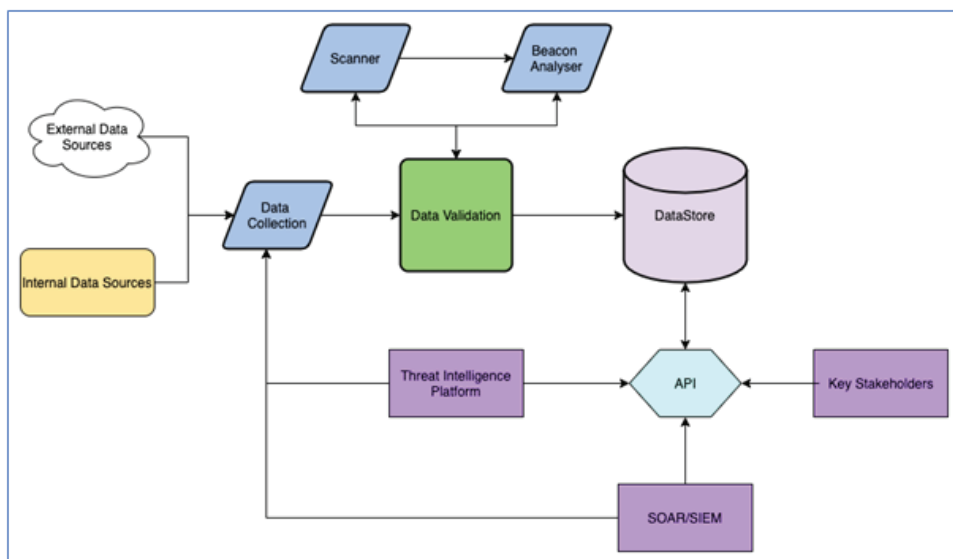 Scanner
Beacon
Analyser
External Data
Sources
Data
Collection
Data Validation
DataStore
Internal Data Sources
Threat Intelligence
Platform
API
Key Stakeholders
SOAR/SIEM